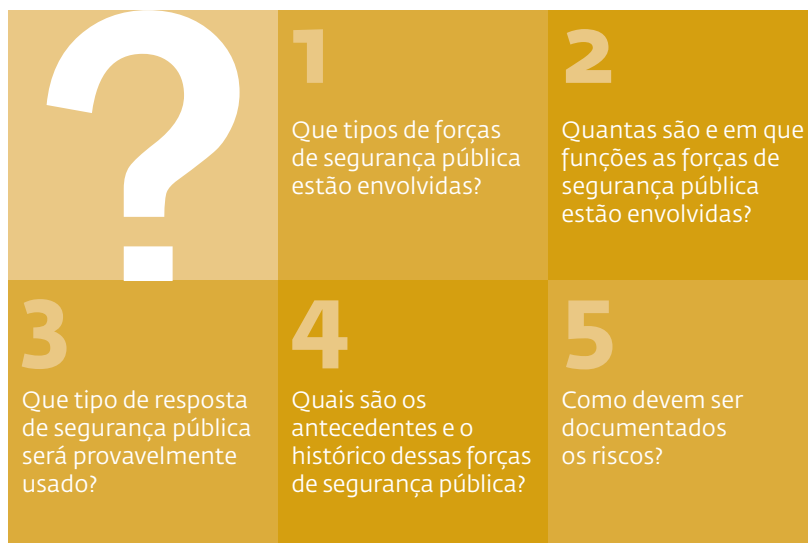 ?
1
Que tipos de forças
de segurança pública
estão envolvidas?
2
Quantas são e em que
funções as forças de
segurança pública
estão envolvidas?
3
Que tipo de resposta
de segurança pública
será provavelmente
usado?
4
Quais são os
antecedentes e o
histórico dessas forças
de segurança pública?
5
Como devem ser
documentados
os riscos?